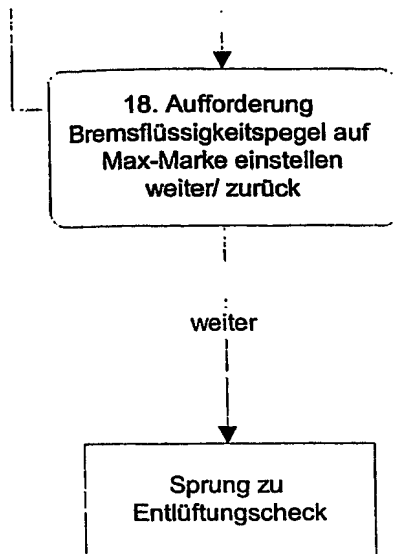 18. Aufforderung
Bremsflüssigkeitspegel auf
Max-Marke einstellen
weiter/ zurück
weiter
Sprung zu
Entlüftungscheck